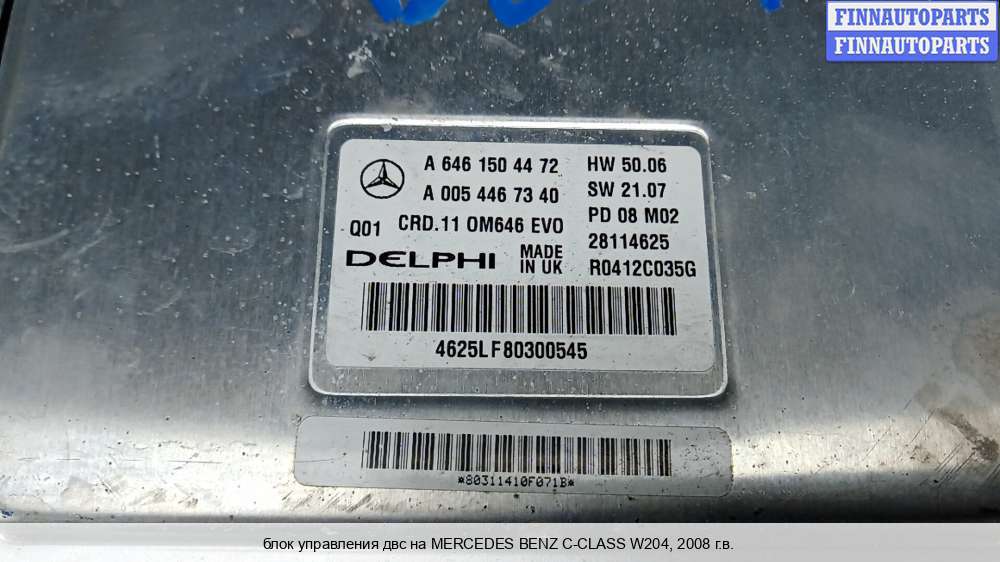 FINNAUTOPARTS
FINNAUTOPARTS
A 646 150 44 72 HW 50.06
A 005 446 73 40 SW 21.07
Q01 CRD.11 OM646 EVO PD 08 M02
DELPHI MADE IN UK 28114625
R0412C035G
4625LF80300545
*80311410F071B*
блок управления двс на MERCEDES BENZ C-CLASS W204, 2008 г.в.